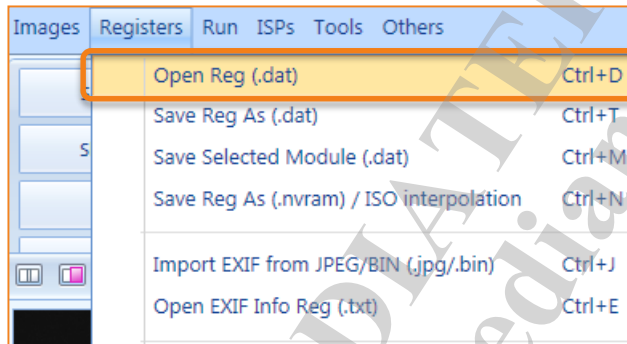 Images Registers Run ISPs Tools Others
Open Reg (.dat) Ctrl+D
Save Reg As (.dat) Ctrl+T
Save Selected Module (.dat) Ctrl+M
Save Reg As (.nvram) / ISO interpolation Ctrl+N
Import EXIF from JPEG/BIN (.jpg/.bin) Ctrl+J
Open EXIF Info Reg (.txt) Ctrl+E